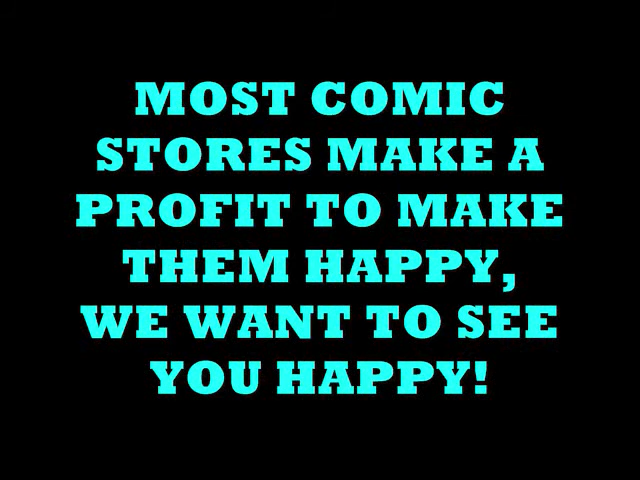 MOST COMIC
STORES MAKE A
PROFIT TO MAKE
THEM HAPPY,
WE WANT TO SEE
YOU HAPPY!